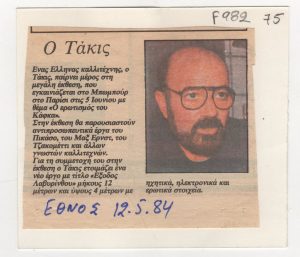 F982 75
Ο Τάκις
Ενας Ελληνας καλλιτέχνης, ο
Τάκις, παίρνει μέρος στη
μεγάλη έκθεση, που
εγκαινιάζεται στο Μπωμπούρ
στο Παρίσι στις 5 Ιουνίου με
θέμα «Ο ερωτισμός του
Κάφκα».
Στην έκθεση θα παρουσιαστούν
αντιπροσωπευτικά έργα του
Πικάσο, του Μαξ Ερνστ, του
Τζακομέττι και άλλων
γνωστών καλλιτεχνών.
Για τη συμμετοχή του στην
έκθεση ο Τάκις ετοιμάζει ένα
νέο έργο με τίτλο «Εξοδος
Λαβυρίνθου» μήκους 12
μέτρων και ύψους 4 μέτρων με
ηχητικά, ηλεκτρονικά και
ερωτικά στοιχεία.
ΕΘΝΟΣ 12.5.84